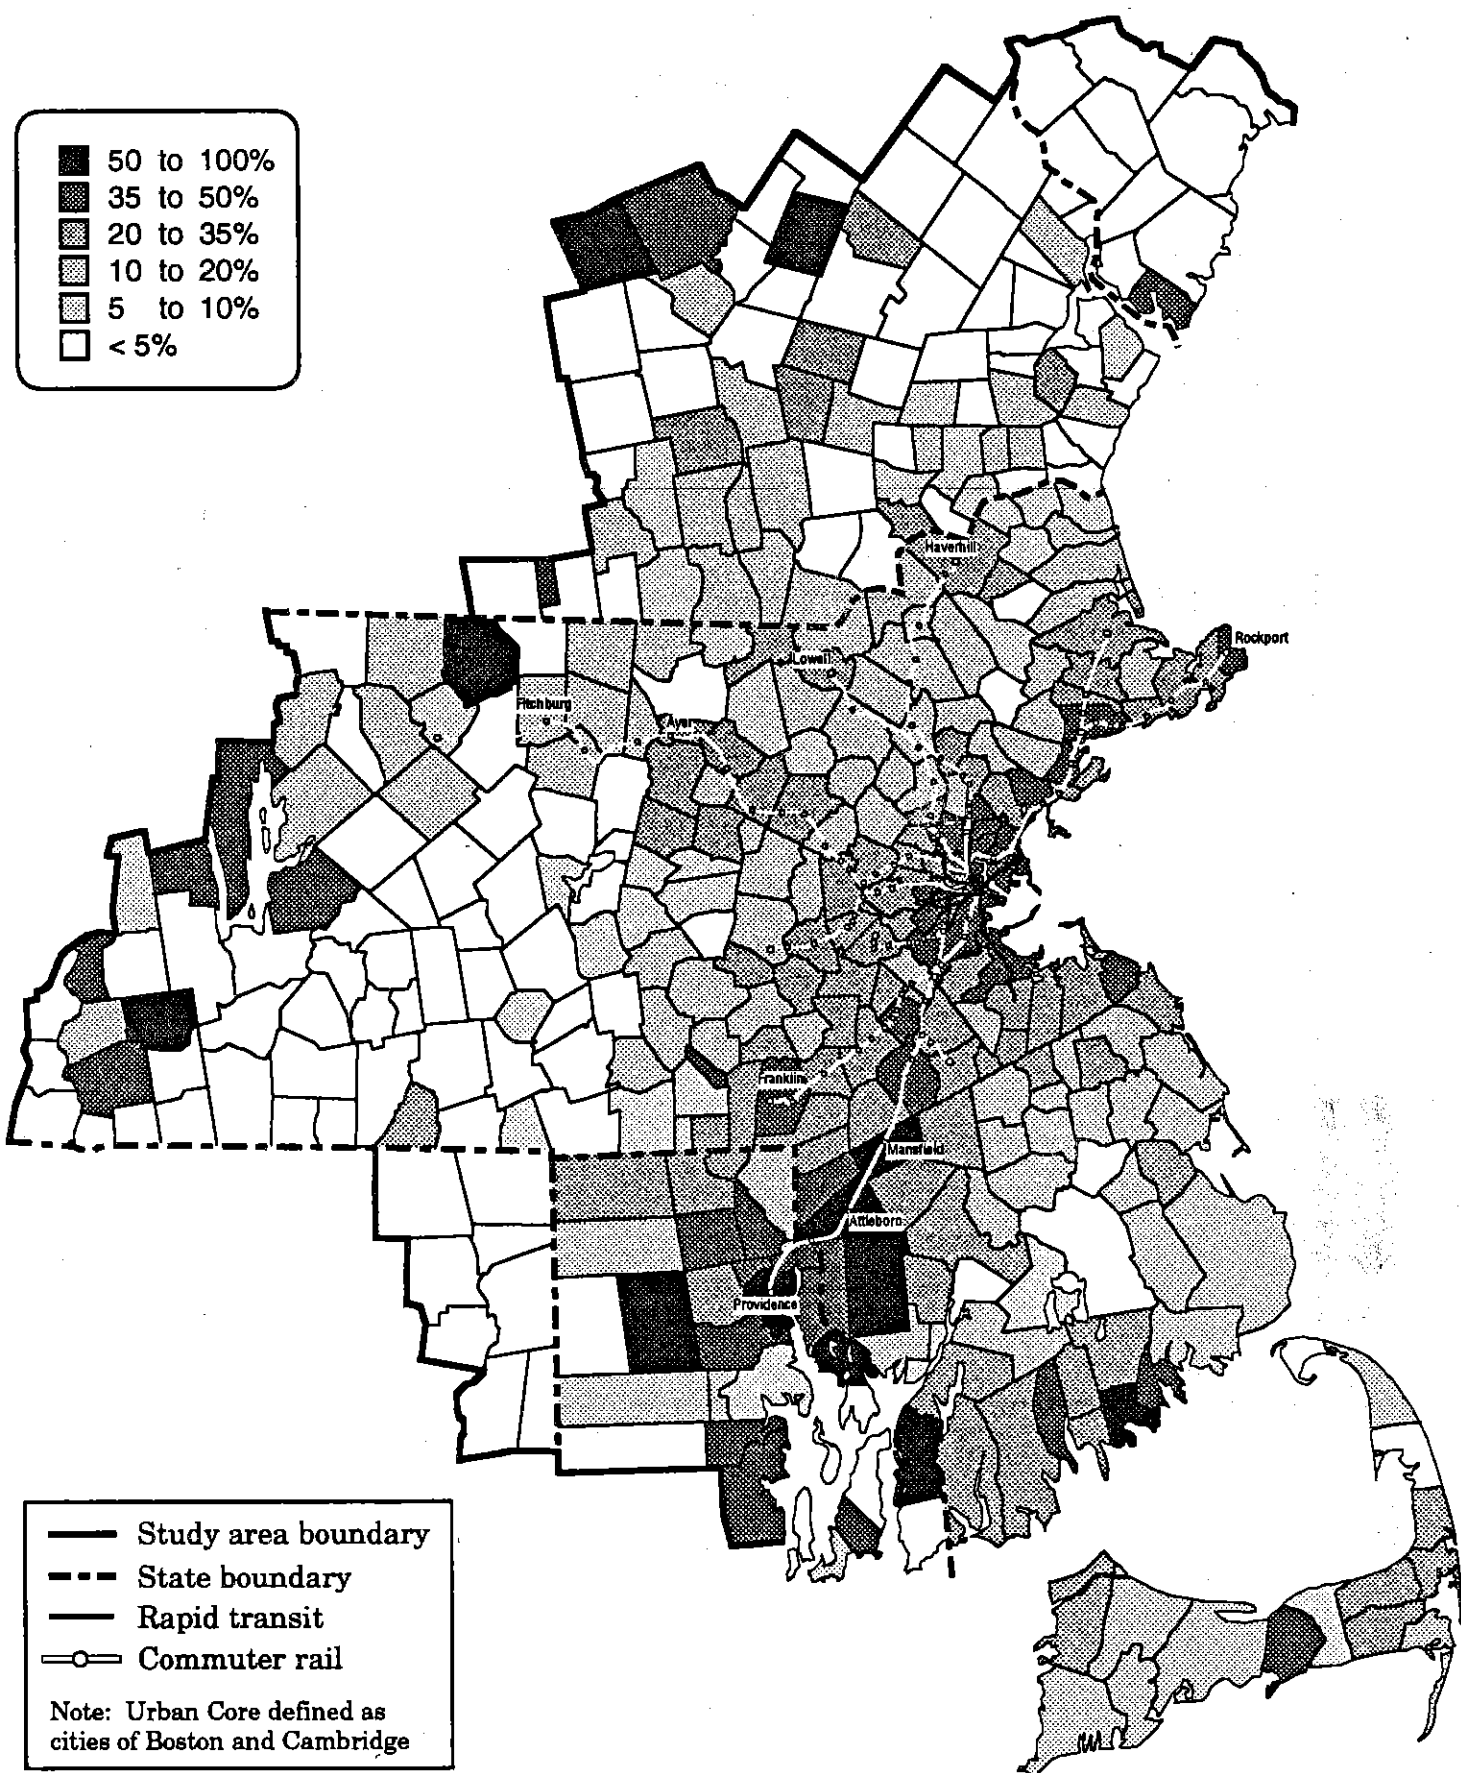 50 to 100%
35 to 50%
20 to 35%
10 to 20%
5 to 10%
< 5%
Haverhill
Rockport
Lowell
Fitchburg
Ayer
Franklin
Mansfield
Attleboro
Providence
Study area boundary
State boundary
Rapid transit
Commuter rail
Note: Urban Core defined as
cities of Boston and Cambridge